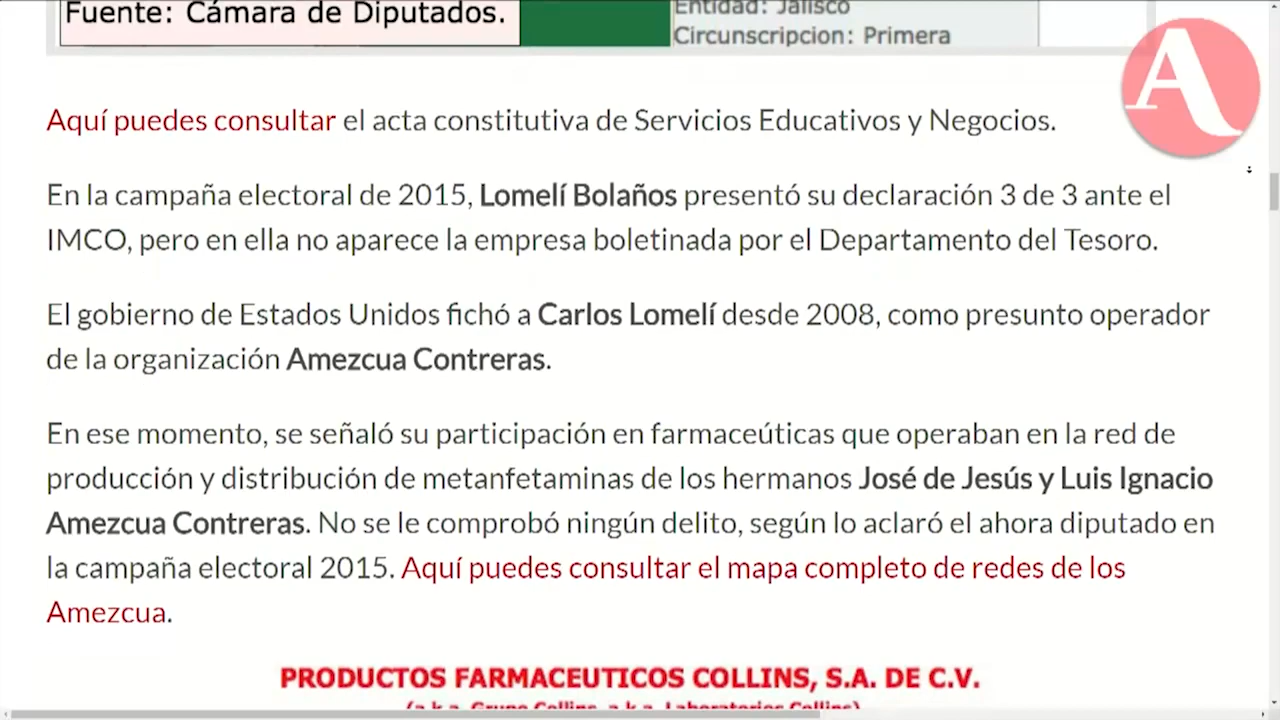 Fuente: Cámara de Diputados.
Entidad: Jalisco
Circunscripcion: Primera
A
Aquí puedes consultar el acta constitutiva de Servicios Educativos y Negocios.
En la campaña electoral de 2015, Lomelí Bolaños presentó su declaración 3 de 3 ante el
IMCO, pero en ella no aparece la empresa boletinada por el Departamento del Tesoro.
El gobierno de Estados Unidos fichó a Carlos Lomelí desde 2008, como presunto operador
de la organización Amezcua Contreras.
En ese momento, se señaló su participación en farmaceúticas que operaban en la red de
producción y distribución de metanfetaminas de los hermanos José de Jesús y Luis Ignacio
Amezcua Contreras. No se le comprobó ningún delito, según lo aclaró el ahora diputado en
la campaña electoral 2015. Aquí puedes consultar el mapa completo de redes de los
Amezcua.
PRODUCTOS FARMACEUTICOS COLLINS, S.A. DE C.V.
(a.k.a. Grupo Collins, a.k.a. Laboratorios Collins)